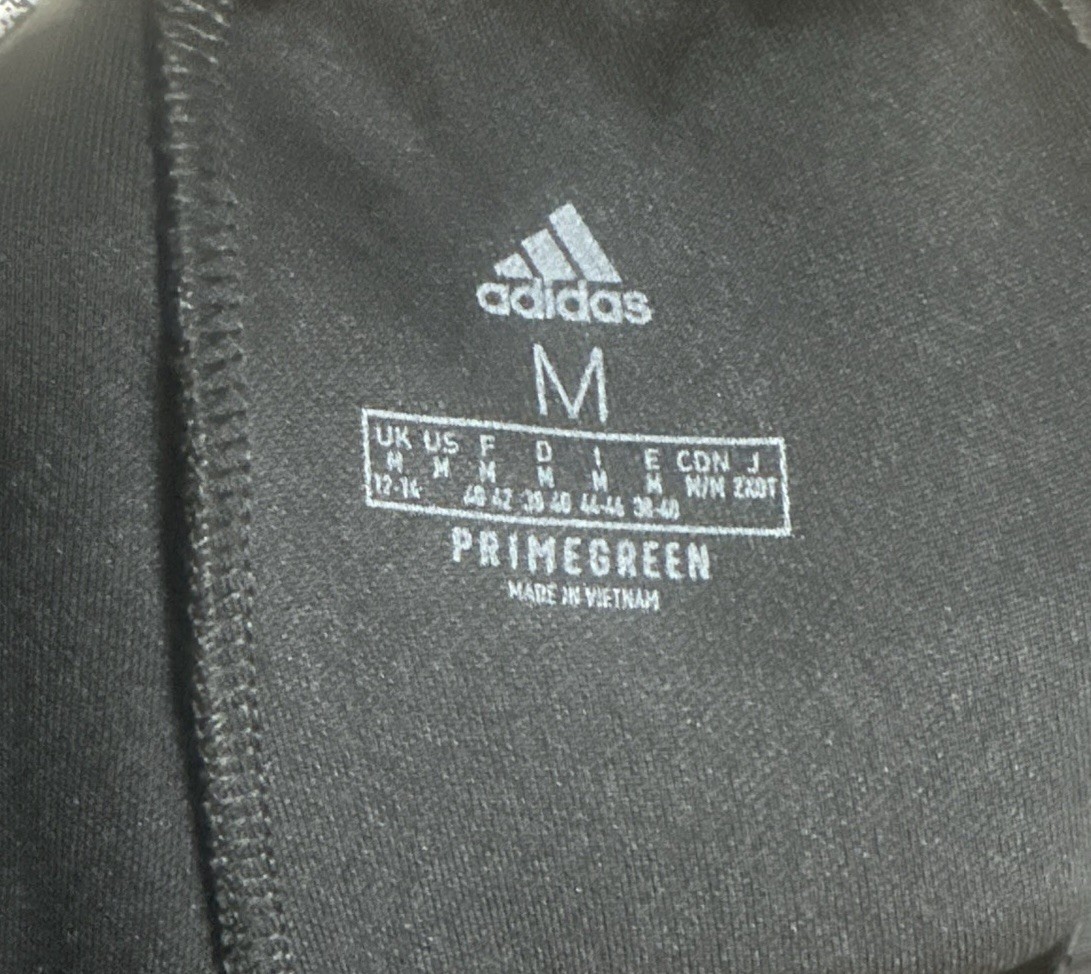 adidas
M
UK US F D I E CDN J
M M M M M M M/M
12-14 40-42 38-40 44-46 38-40
PRIMEGREEN
MADE IN VIETNAM